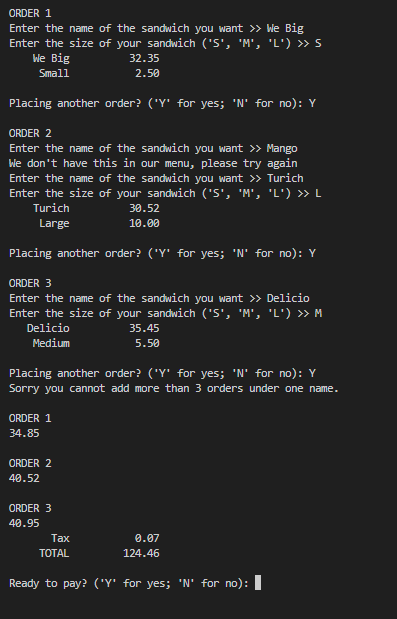 ORDER 1
Enter the name of the sandwich you want >> We Big
Enter the size of your sandwich ('S', 'M', 'L') >> S
We Big 32.35
Small 2.50
Placing another order? ('Y' for yes; 'N' for no): Y
ORDER 2
Enter the name of the sandwich you want >> Mango
We don't have this in our menu, please try again
Enter the name of the sandwich you want >> Turich
Enter the size of your sandwich ('S', 'M', 'L') >> L
Turich 30.52
Large 10.00
Placing another order? ('Y' for yes; 'N' for no): Y
ORDER 3
Enter the name of the sandwich you want >> Delicio
Enter the size of your sandwich ('S', 'M', 'L') >> M
Delicio 35.45
Medium 5.50
Placing another order? ('Y' for yes; 'N' for no): Y
Sorry you cannot add more than 3 orders under one name.
ORDER 1
34.85
ORDER 2
40.52
ORDER 3
40.95
Tax 0.07
TOTAL 124.46
Ready to pay? ('Y' for yes; 'N' for no):